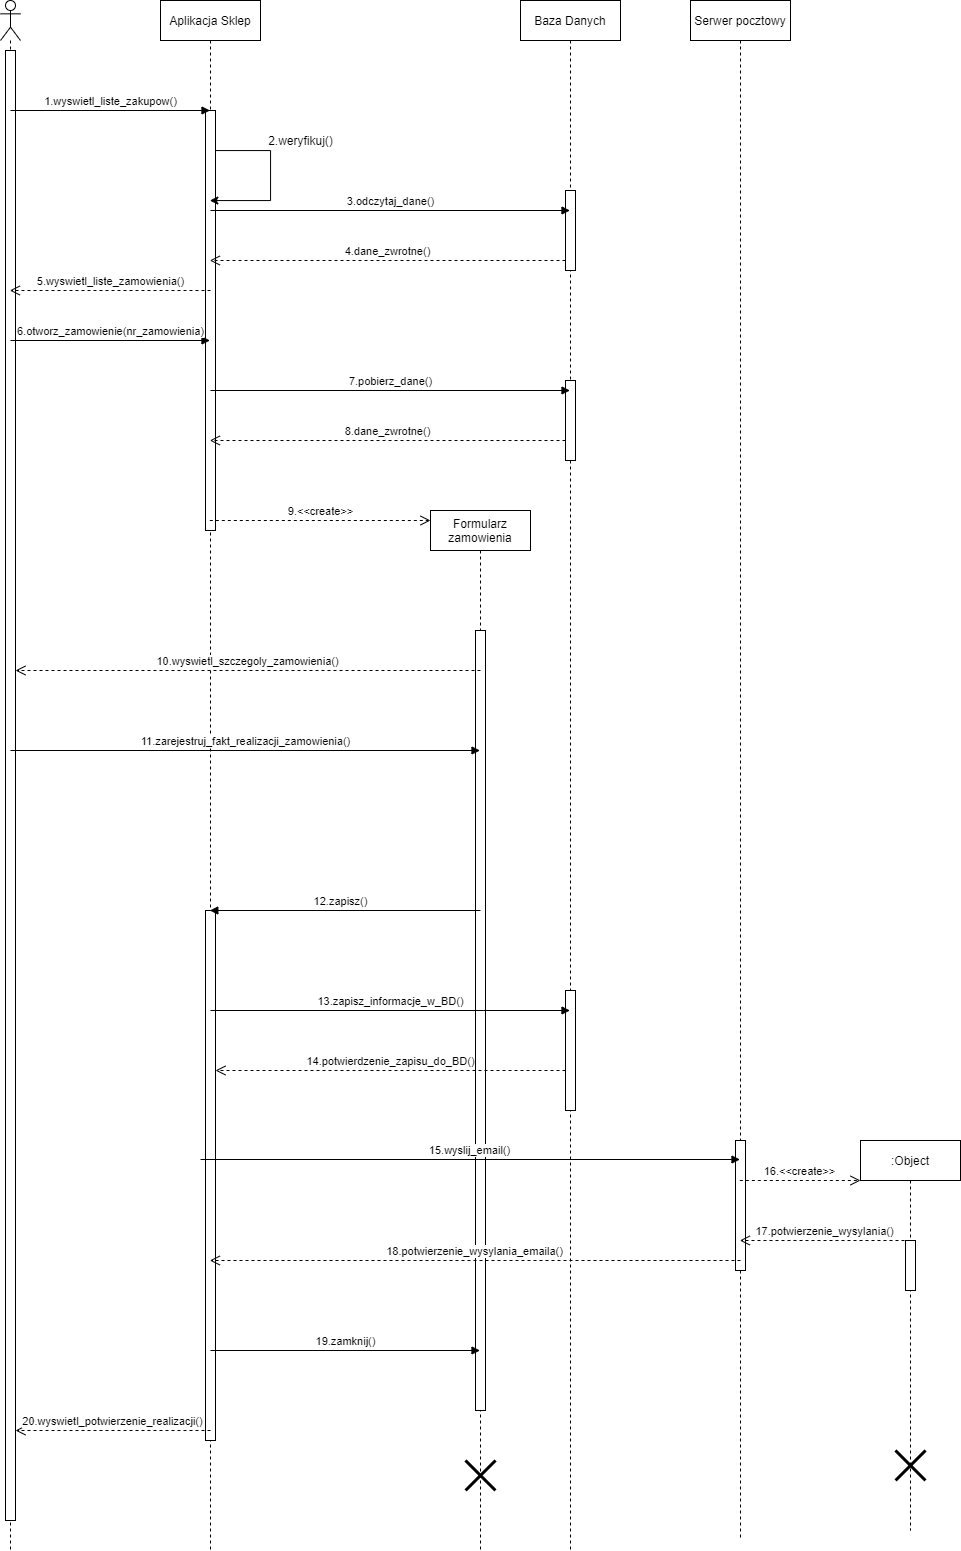 Aplikacja Sklep
Baza Danych
Serwer pocztowy
1.wyswietl_liste_zakupow()
2.weryfikuj()
3.odczytaj_dane()
4.dane_zwrotne()
5.wyswietl_liste_zamowienia()
6.otworz_zamowienie(nr_zamowienia)
7.pobierz_dane()
8.dane_zwrotne()
9.<<create>>
Formularz
zamowienia
10.wyswietl_szczegoly_zamowienia()
11.zarejestruj_fakt_realizacji_zamowienia()
12.zapisz()
13.zapisz_informacje_w_BD()
14.potwierdzenie_zapisu_do_BD()
15.wyslij_email()
:Object
16.<<create>>
17.potwierzenie_wysylania()
18.potwierzenie_wysylania_emaila()
19.zamknij()
20.wyswietl_potwierzenie_realizacji()